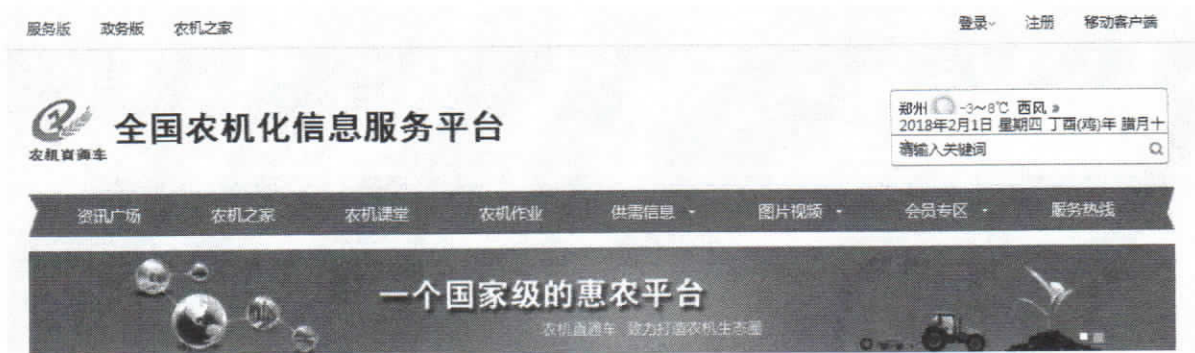 服务版 政务版 农机之家 登录 注册 移动客户端
农机直通车
全国农机化信息服务平台
郑州 -3~8℃ 西风 »
2018年2月1日 星期四 丁酉(鸡)年 腊月十
请输入关键词
资讯广场 农机之家 农机课堂 农机作业 供需信息 图片视频 会员专区 服务热线
一个国家级的惠农平台
农机直通车 致力打造农机生态圈